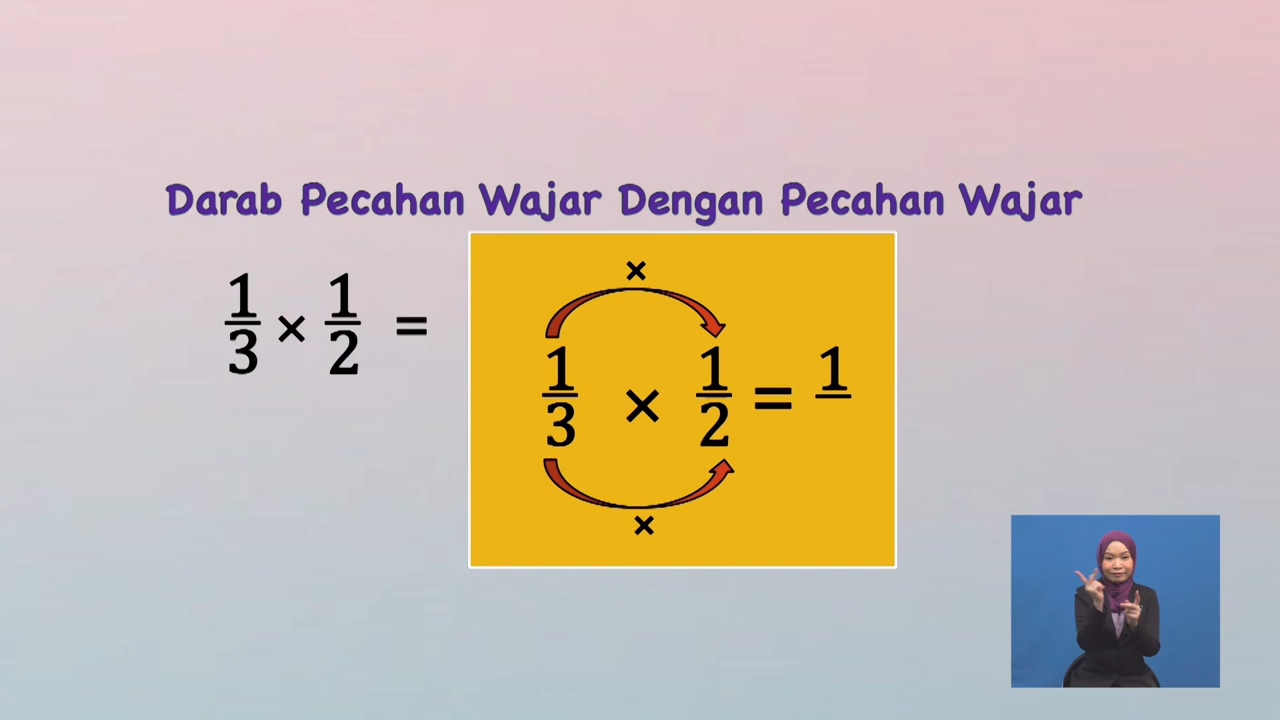 Darab Pecahan Wajar Dengan Pecahan Wajar
1/3 × 1/2 =
×
1/3 × 1/2 = 1/
×